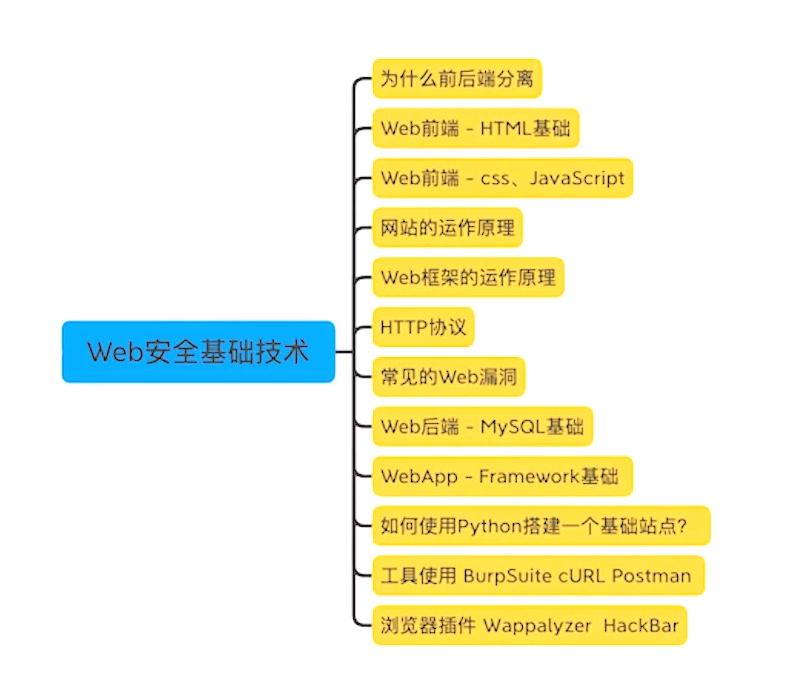 为什么前后端分离
Web前端 - HTML基础
Web前端 - css、JavaScript
网站的运作原理
Web框架的运作原理
HTTP协议
Web安全基础技术
常见的Web漏洞
Web后端 - MySQL基础
WebApp - Framework基础
如何使用Python搭建一个基础站点?
工具使用 BurpSuite cURL Postman
浏览器插件 Wappalyzer HackBar